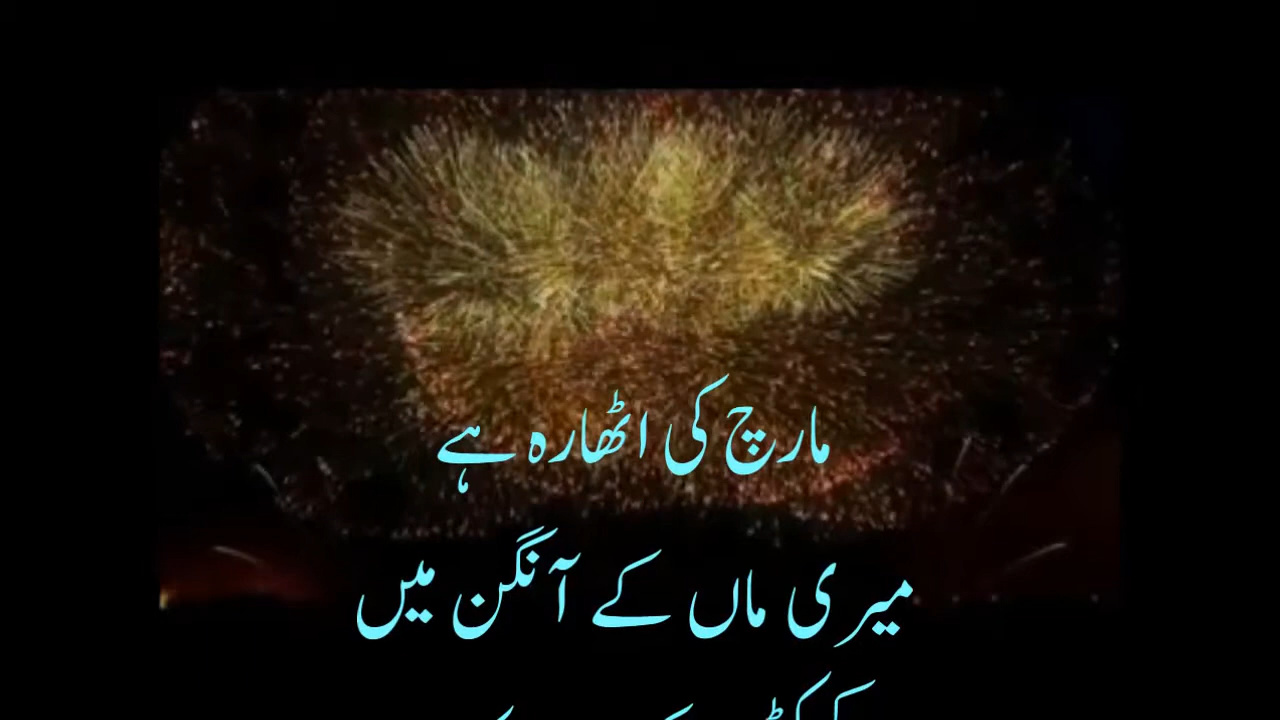 مارچ کی اٹھارہ ہے
میری ماں کے آنگن میں